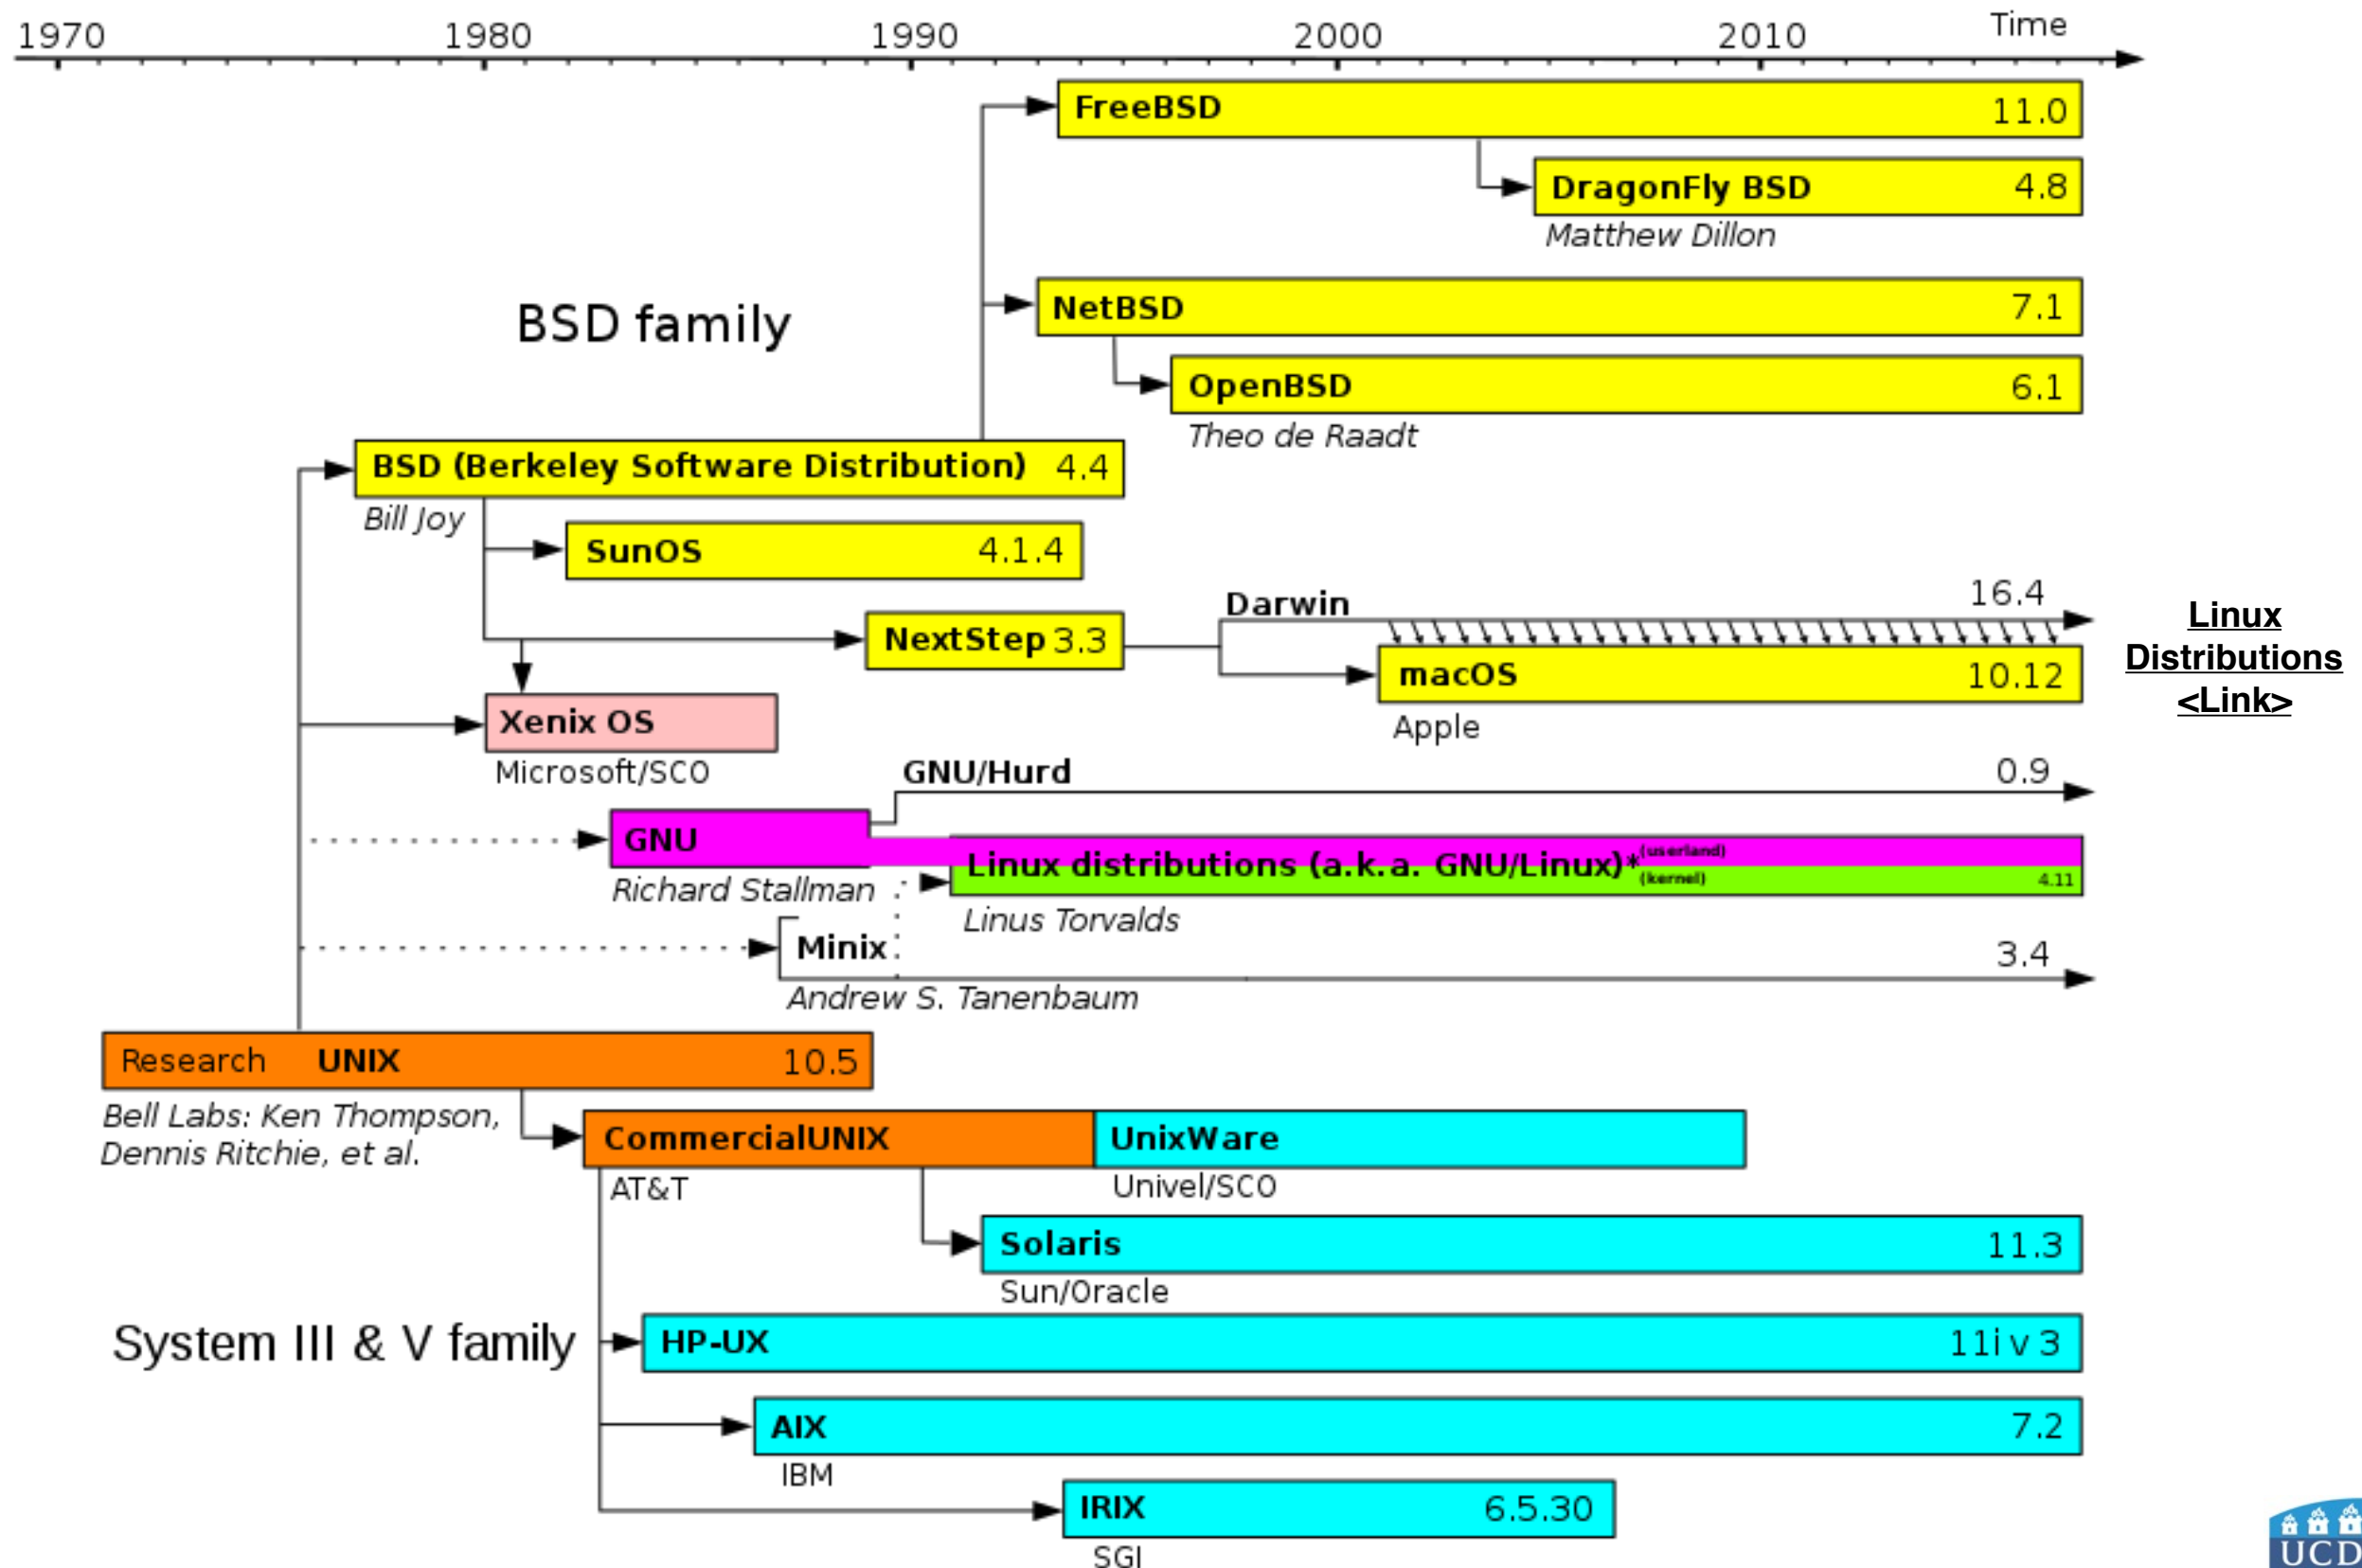 1970 1980 1990 2000 2010 Time
FreeBSD 11.0
DragonFly BSD 4.8
Matthew Dillon
NetBSD 7.1
BSD family
OpenBSD 6.1
Theo de Raadt
BSD (Berkeley Software Distribution) 4.4
Bill Joy
SunOS 4.1.4
Darwin 16.4
NextStep 3.3
macOS 10.12
Apple
Linux
Distributions
<Link>
Xenix OS
Microsoft/SCO
GNU/Hurd 0.9
GNU
Richard Stallman
Linux distributions (a.k.a. GNU/Linux)* (userland)
(kernel) 4.11
Linus Torvalds
Minix 3.4
Andrew S. Tanenbaum
Research UNIX 10.5
Bell Labs: Ken Thompson,
Dennis Ritchie, et al.
CommercialUNIX UnixWare
AT&T Univel/SCO
Solaris 11.3
Sun/Oracle
System III & V family
HP-UX 11i v 3
AIX 7.2
IBM
IRIX 6.5.30
SGI
UCD